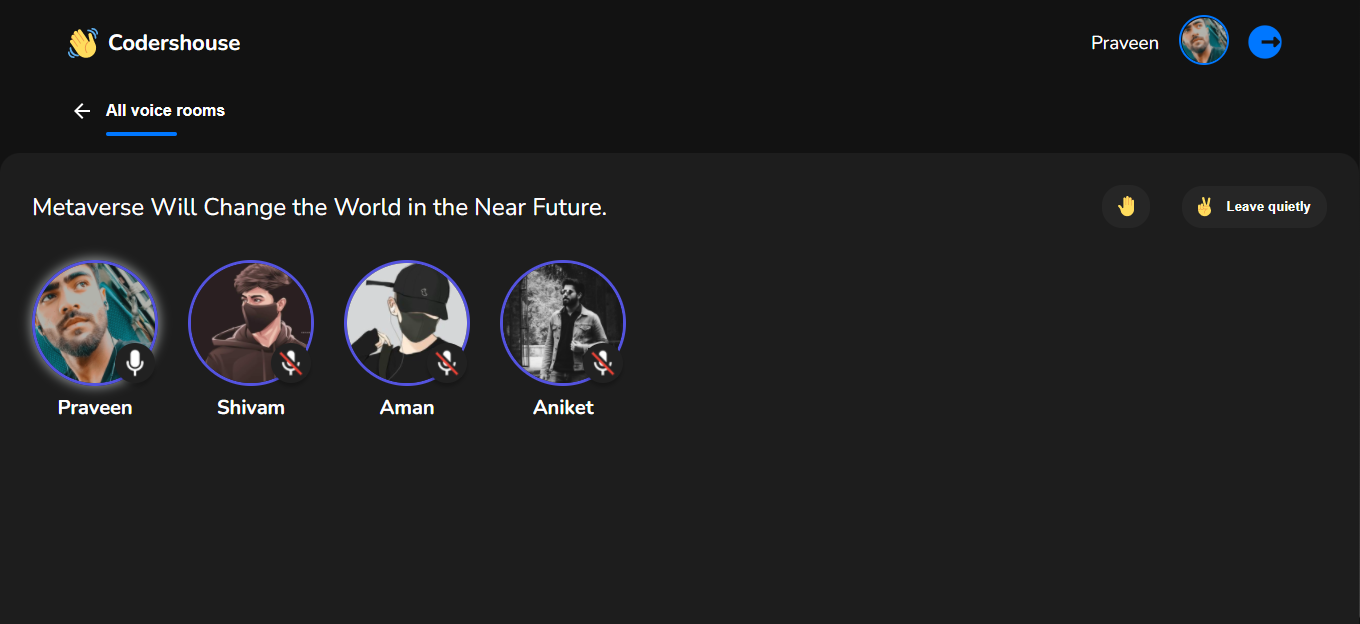 Codershouse
Praveen
All voice rooms
Metaverse Will Change the World in the Near Future.
Leave quietly
Praveen
Shivam
Aman
Aniket